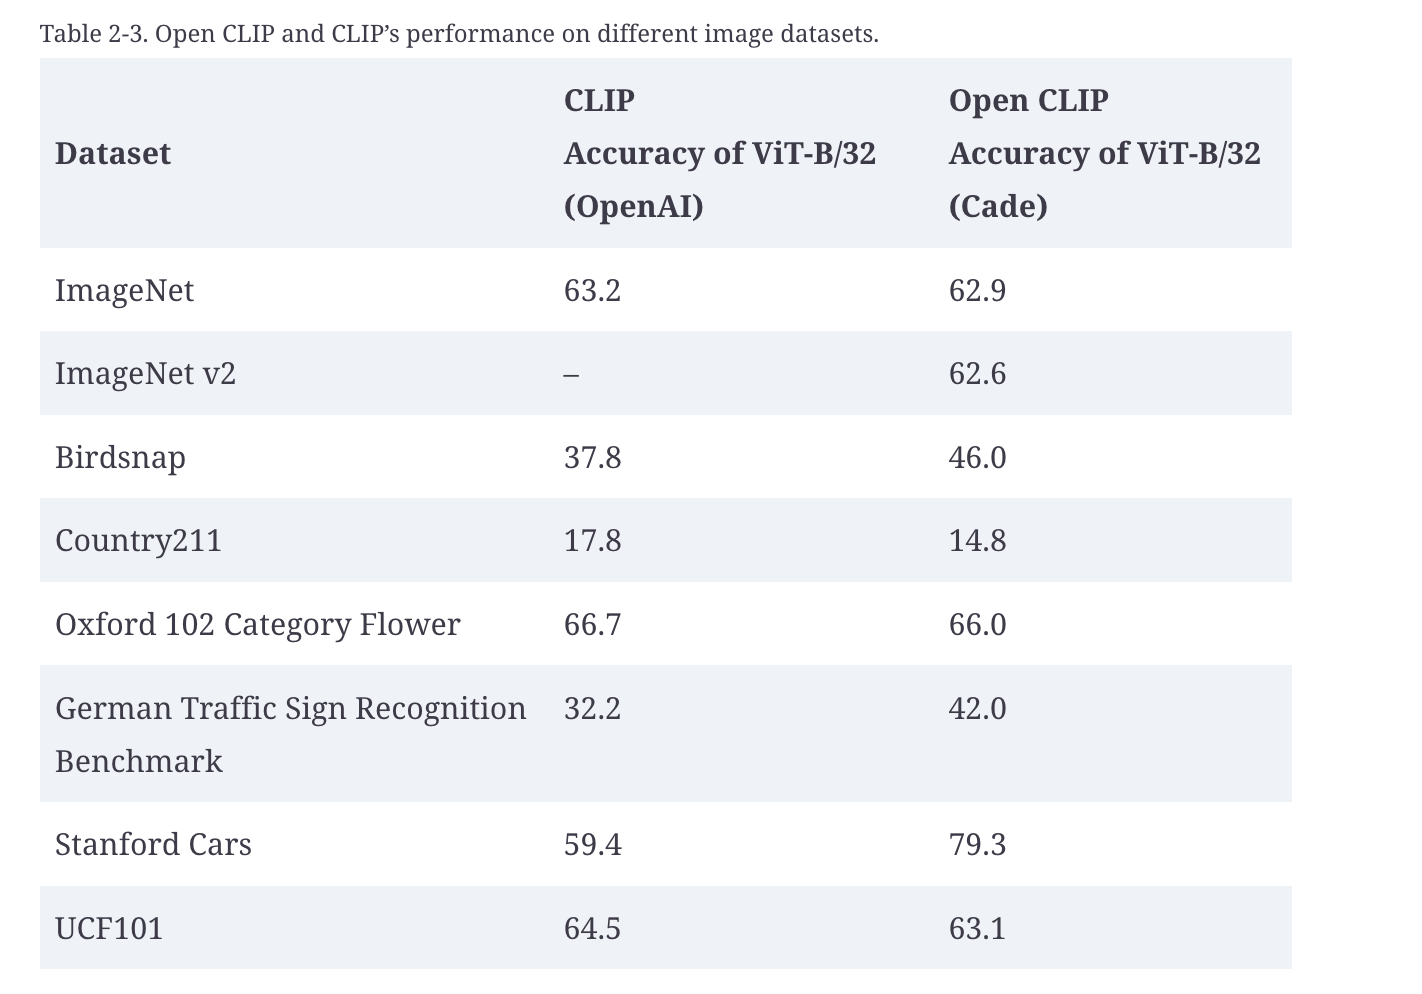 Table 2-3. Open CLIP and CLIP’s performance on different image datasets.
Dataset
CLIP
Accuracy of ViT-B/32
(OpenAI)
Open CLIP
Accuracy of ViT-B/32
(Cade)
ImageNet 63.2 62.9
ImageNet v2 – 62.6
Birdsnap 37.8 46.0
Country211 17.8 14.8
Oxford 102 Category Flower 66.7 66.0
German Traffic Sign Recognition 32.2 42.0
Benchmark
Stanford Cars 59.4 79.3
UCF101 64.5 63.1